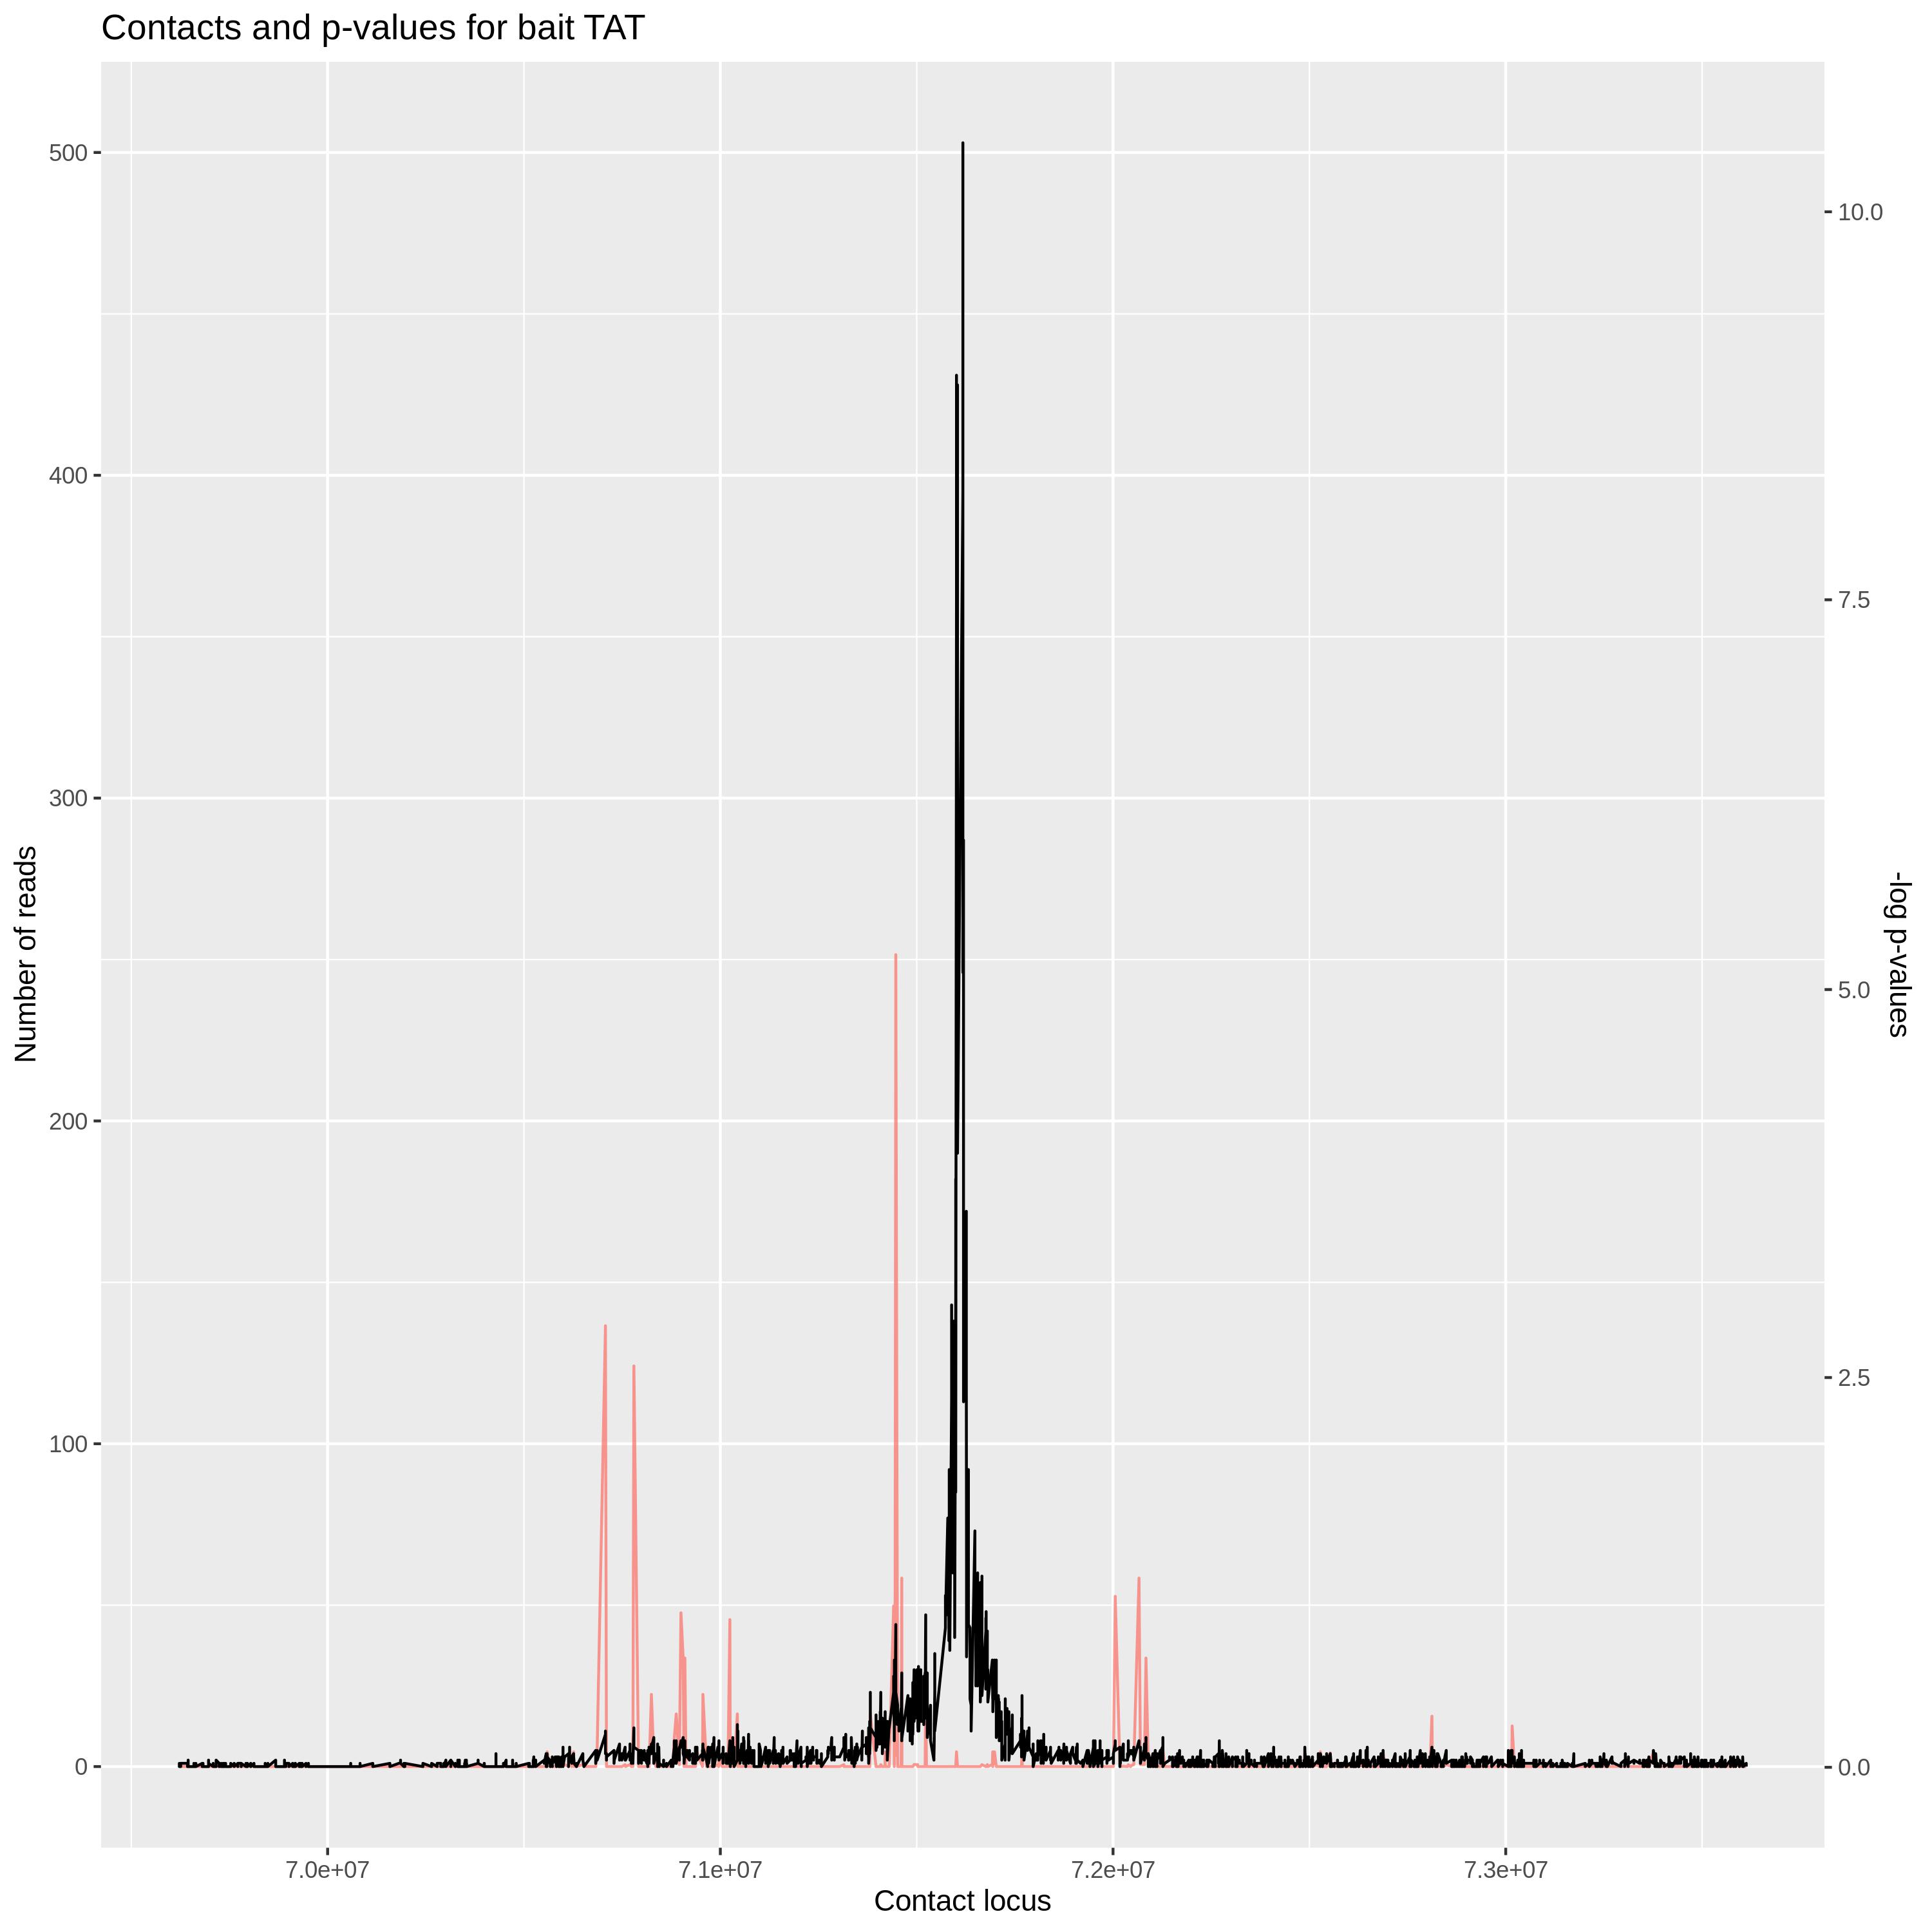 Contacts and p-values for bait TAT
500
400
300
200
100
0
Number of reads
10.0
7.5
5.0
2.5
0.0
-log p-values
7.0e+07
7.1e+07
7.2e+07
7.3e+07
Contact locus